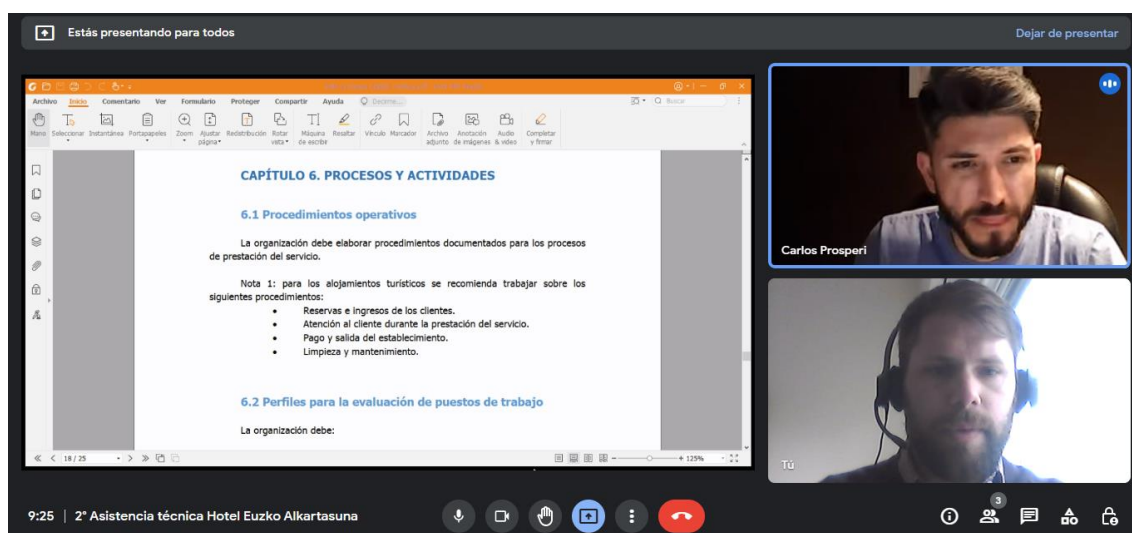 Estás presentando para todos
Dejar de presentar
Archivo Inicio Comentario Ver Formulario Proteger Compartir Ayuda
Buscar
Mano Seleccionar Instantánea Portapapeles Zoom Ajustar página Redistribución Rotar vista Máquina de escribir Resaltar Vínculo Marcador Archivo adjunto Anotación de imágenes Audio & video Completar y firmar
CAPÍTULO 6. PROCESOS Y ACTIVIDADES
6.1 Procedimientos operativos
La organización debe elaborar procedimientos documentados para los procesos
de prestación del servicio.
Nota 1: para los alojamientos turísticos se recomienda trabajar sobre los
siguientes procedimientos:
• Reservas e ingresos de los clientes.
• Atención al cliente durante la prestación del servicio.
• Pago y salida del establecimiento.
• Limpieza y mantenimiento.
6.2 Perfiles para la evaluación de puestos de trabajo
La organización debe:
18 / 25
125%
Carlos Prosperi
Tú
9:25 | 2° Asistencia técnica Hotel Euzko Alkartasuna
3